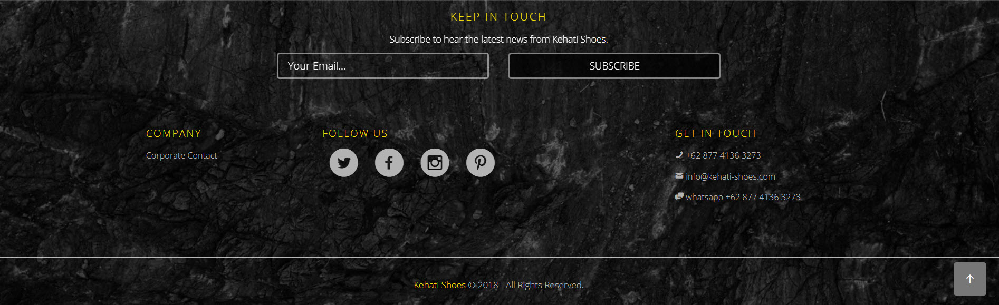 KEEP IN TOUCH
Subscribe to hear the latest news from Kehati Shoes.
Your Email...
SUBSCRIBE
COMPANY
Corporate Contact
FOLLOW US
GET IN TOUCH
+62 877 4136 3273
info@kehati-shoes.com
whatsapp +62 877 4136 3273
Kehati Shoes © 2018 - All Rights Reserved.